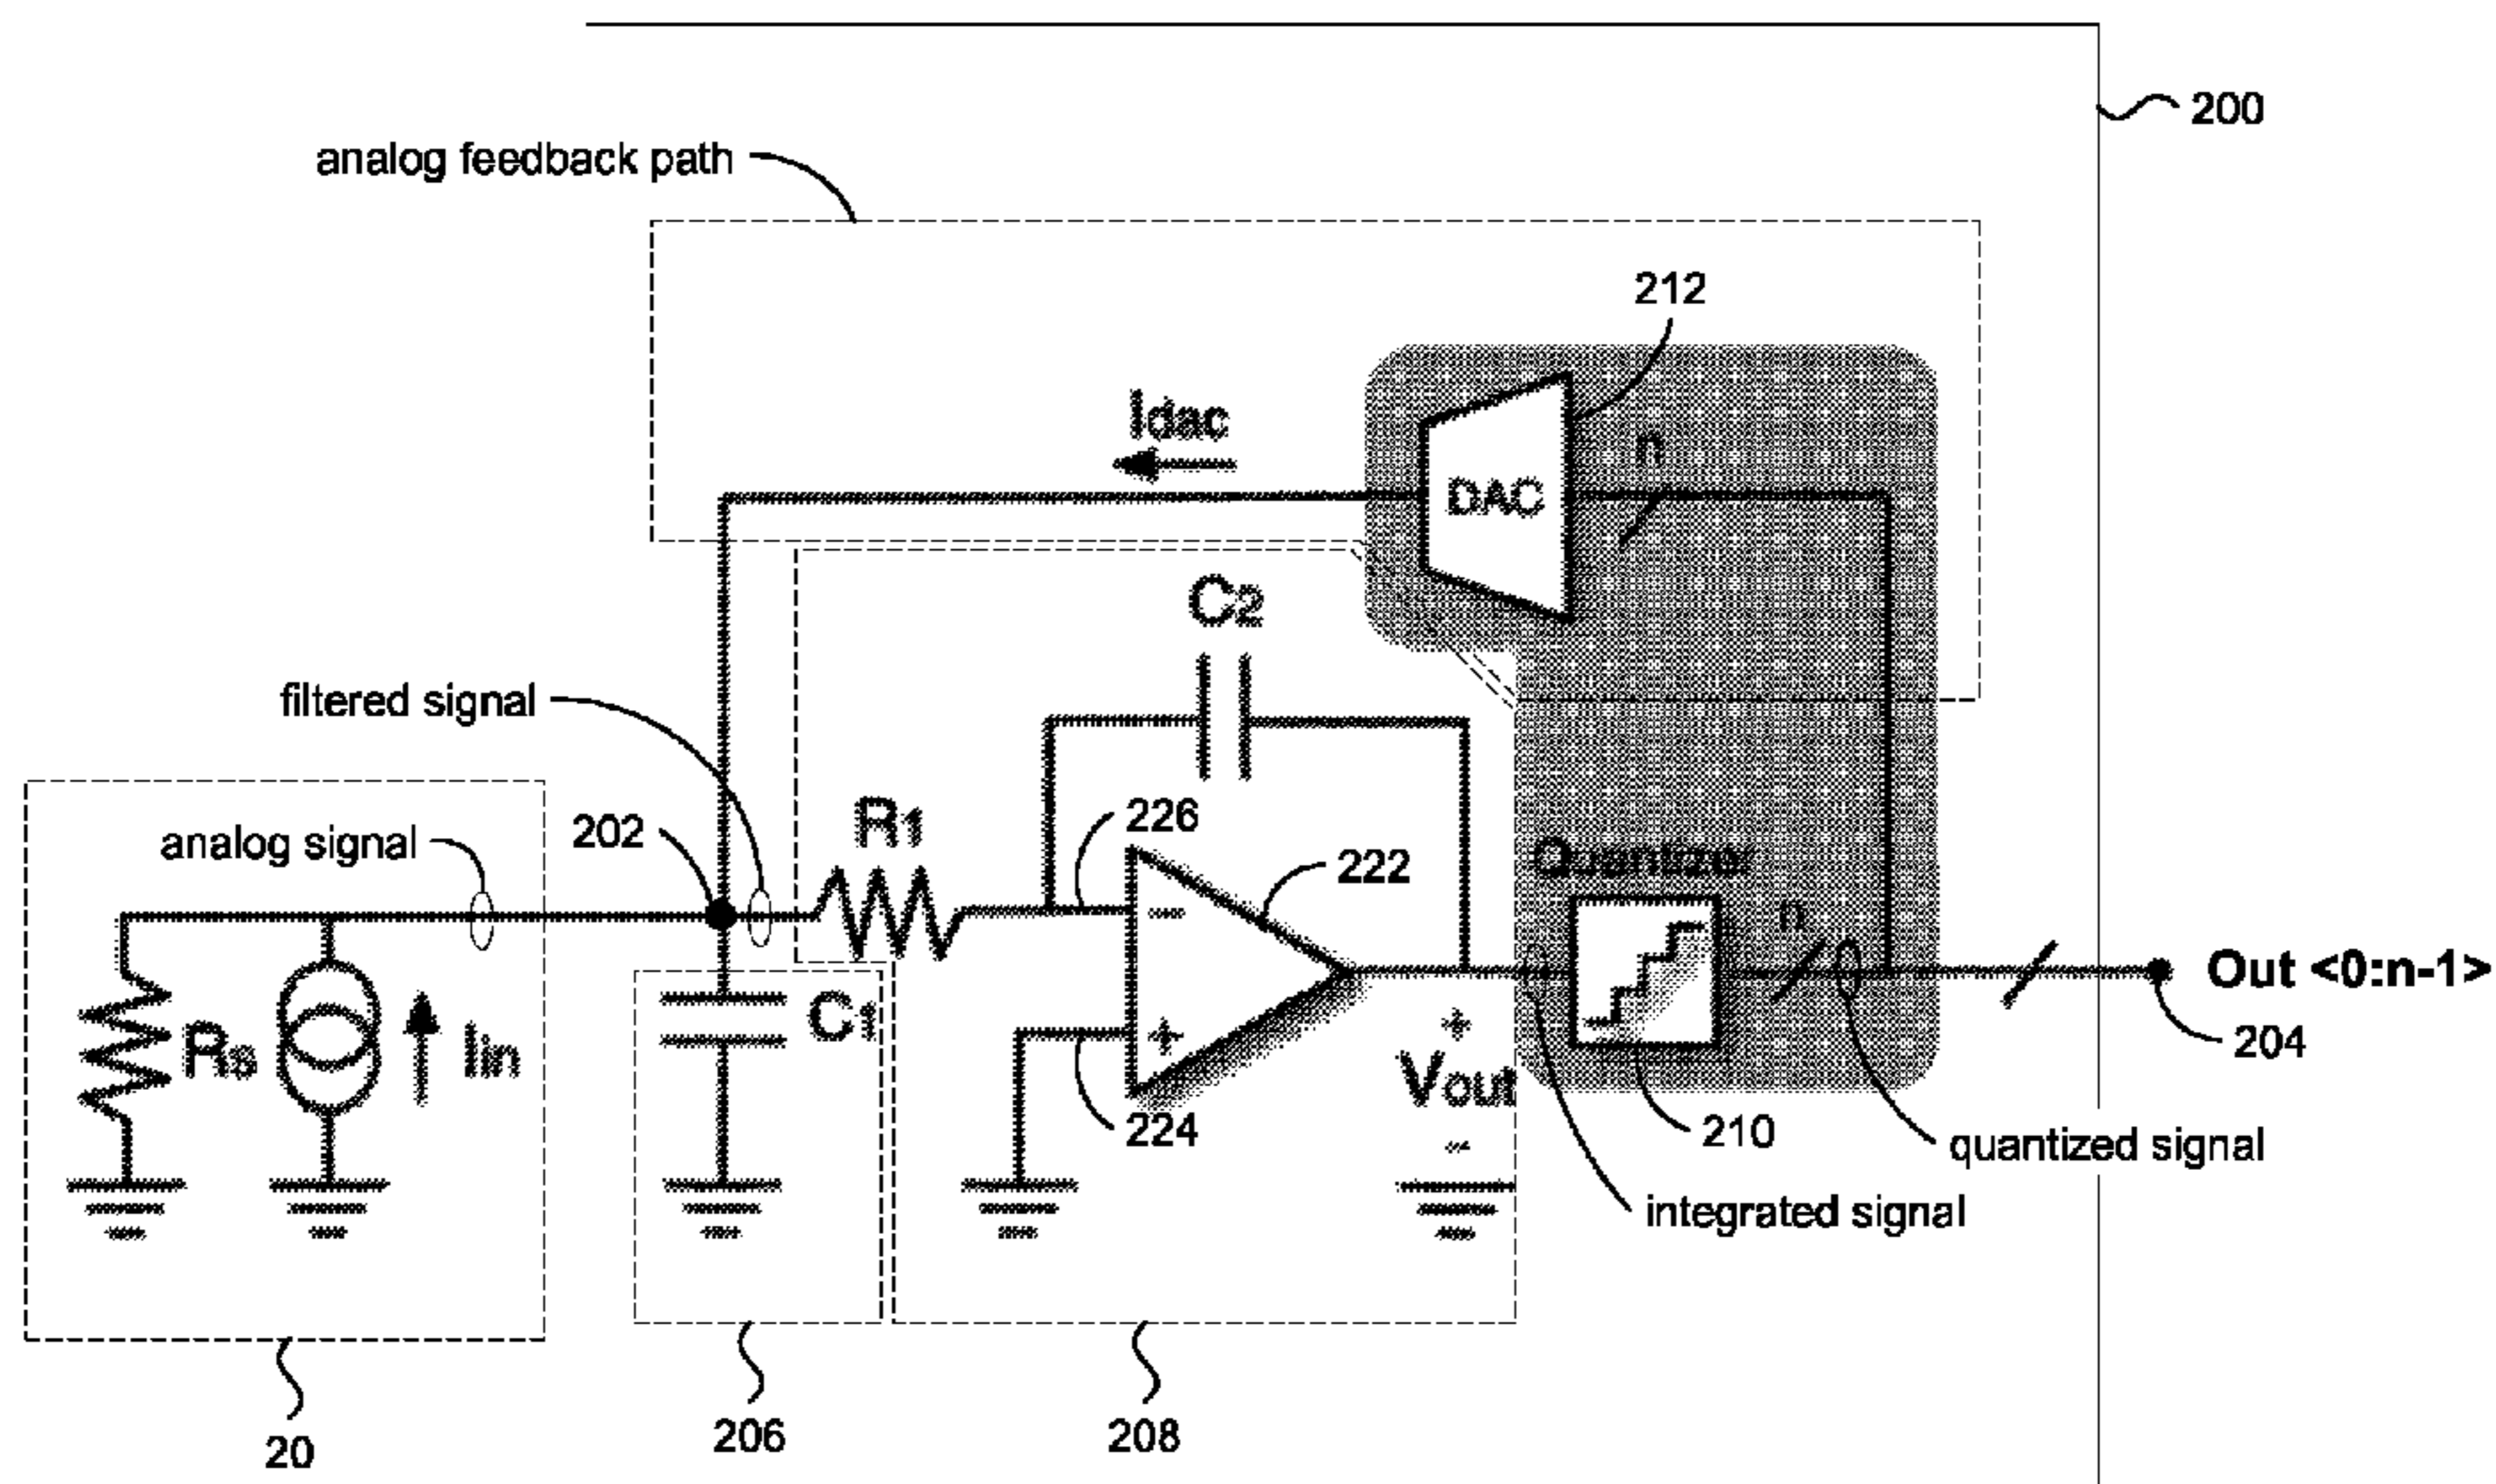 200
analog feedback path
212
Idac
n
DAC
C2
filtered signal
R1
226
202
analog signal
222
Quantizer
n
Out <0:n-1>
C1
Rs
Iin
+
Vout
-
204
224
210
quantized signal
integrated signal
20
206
208